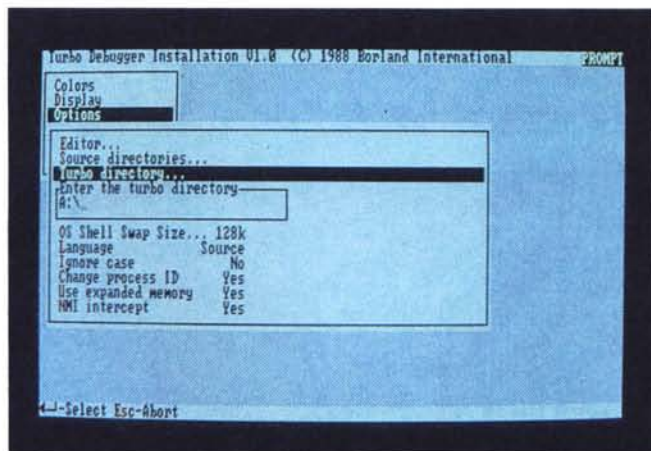 Turbo Debugger Installation V1.0 (C) 1988 Borland International PROMPT
Colors
Display
Options
Editor...
Source directories...
Turbo directory...
Enter the turbo directory
A:\_
OS Shell Swap Size... 128k
Language Source
Ignore case No
Change process ID Yes
Use expanded memory Yes
NMI intercept Yes
◄┘-Select Esc-Abort